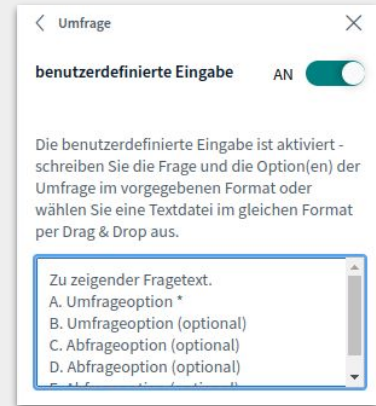 Umfrage
benutzerdefinierte Eingabe AN
Die benutzerdefinierte Eingabe ist aktiviert -
schreiben Sie die Frage und die Option(en) der
Umfrage im vorgegebenen Format oder
wählen Sie eine Textdatei im gleichen Format
per Drag & Drop aus.
Zu zeigender Fragetext.
A. Umfrageoption *
B. Umfrageoption (optional)
C. Abfrageoption (optional)
D. Abfrageoption (optional)